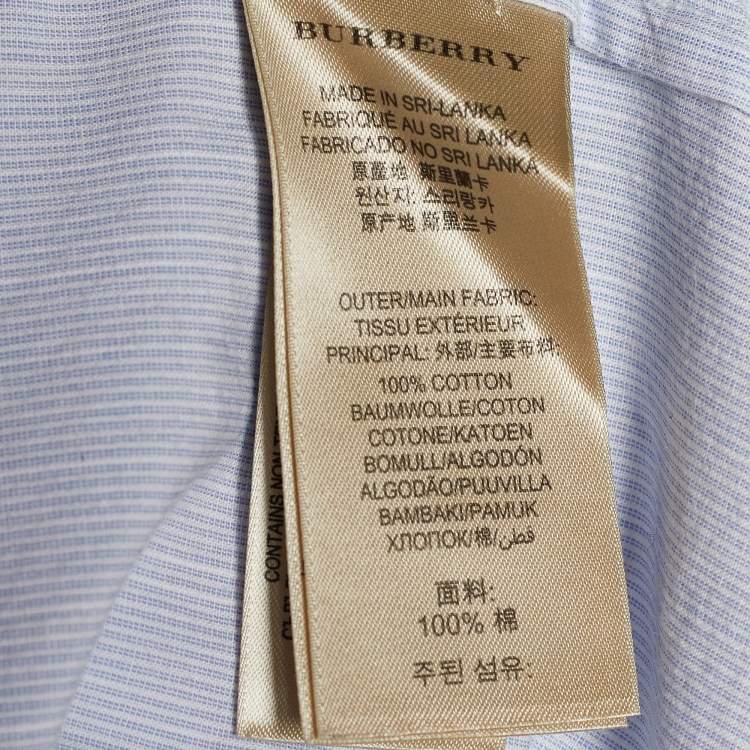 BURBERRY
MADE IN SRI-LANKA
FABRIQUÉ AU SRI LANKA
FABRICADO NO SRI LANKA
原產地 斯里蘭卡
원산지: 스리랑카
原产地 斯里兰卡
OUTER/MAIN FABRIC:
TISSU EXTÉRIEUR
PRINCIPAL: 外部/主要布料:
100% COTTON
BAUMWOLLE/COTON
COTONE/KATOEN
BOMULL/ALGODÓN
ALGODÃO/PUUVILLA
BAMBAKI/PAMUK
ХЛОПОК/棉/قطن
面料:
100% 棉
주된 섬유:
CONTAINS NON